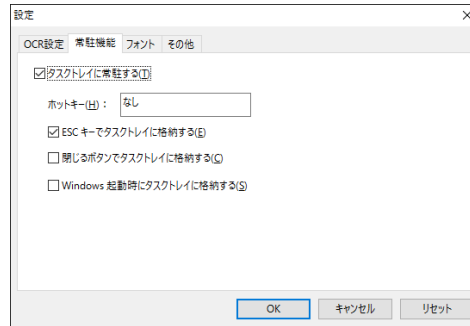 設定
OCR設定 常駐機能 フォント その他
タスクトレイに常駐する(T)
ホットキー(H)： なし
ESC キーでタスクトレイに格納する(E)
閉じるボタンでタスクトレイに格納する(C)
Windows 起動時にタスクトレイに格納する(S)
OK キャンセル リセット